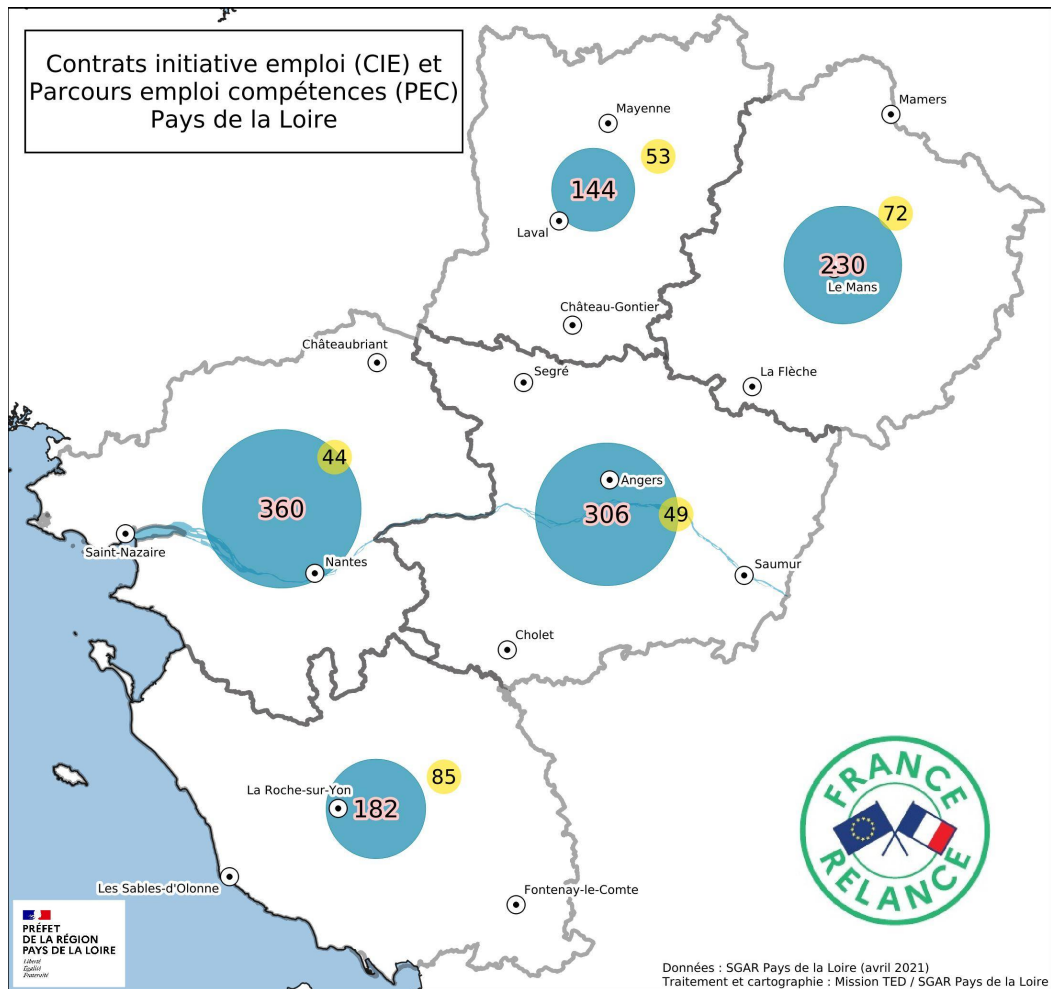 Contrats initiative emploi (CIE) et
Parcours emploi compétences (PEC)
Pays de la Loire
Mamers
Mayenne
53
144
72
Laval
230
Le Mans
Château-Gontier
Châteaubriant
Segré
La Flèche
44
Angers
360
306
49
Saint-Nazaire
Nantes
Saumur
Cholet
85
La Roche-sur-Yon
182
FRANCE
RELANCE
Les Sables-d'Olonne
Fontenay-le-Comte
PRÉFET
DE LA RÉGION
PAYS DE LA LOIRE
Liberté
Égalité
Fraternité
Données : SGAR Pays de la Loire (avril 2021)
Traitement et cartographie : Mission TED / SGAR Pays de la Loire